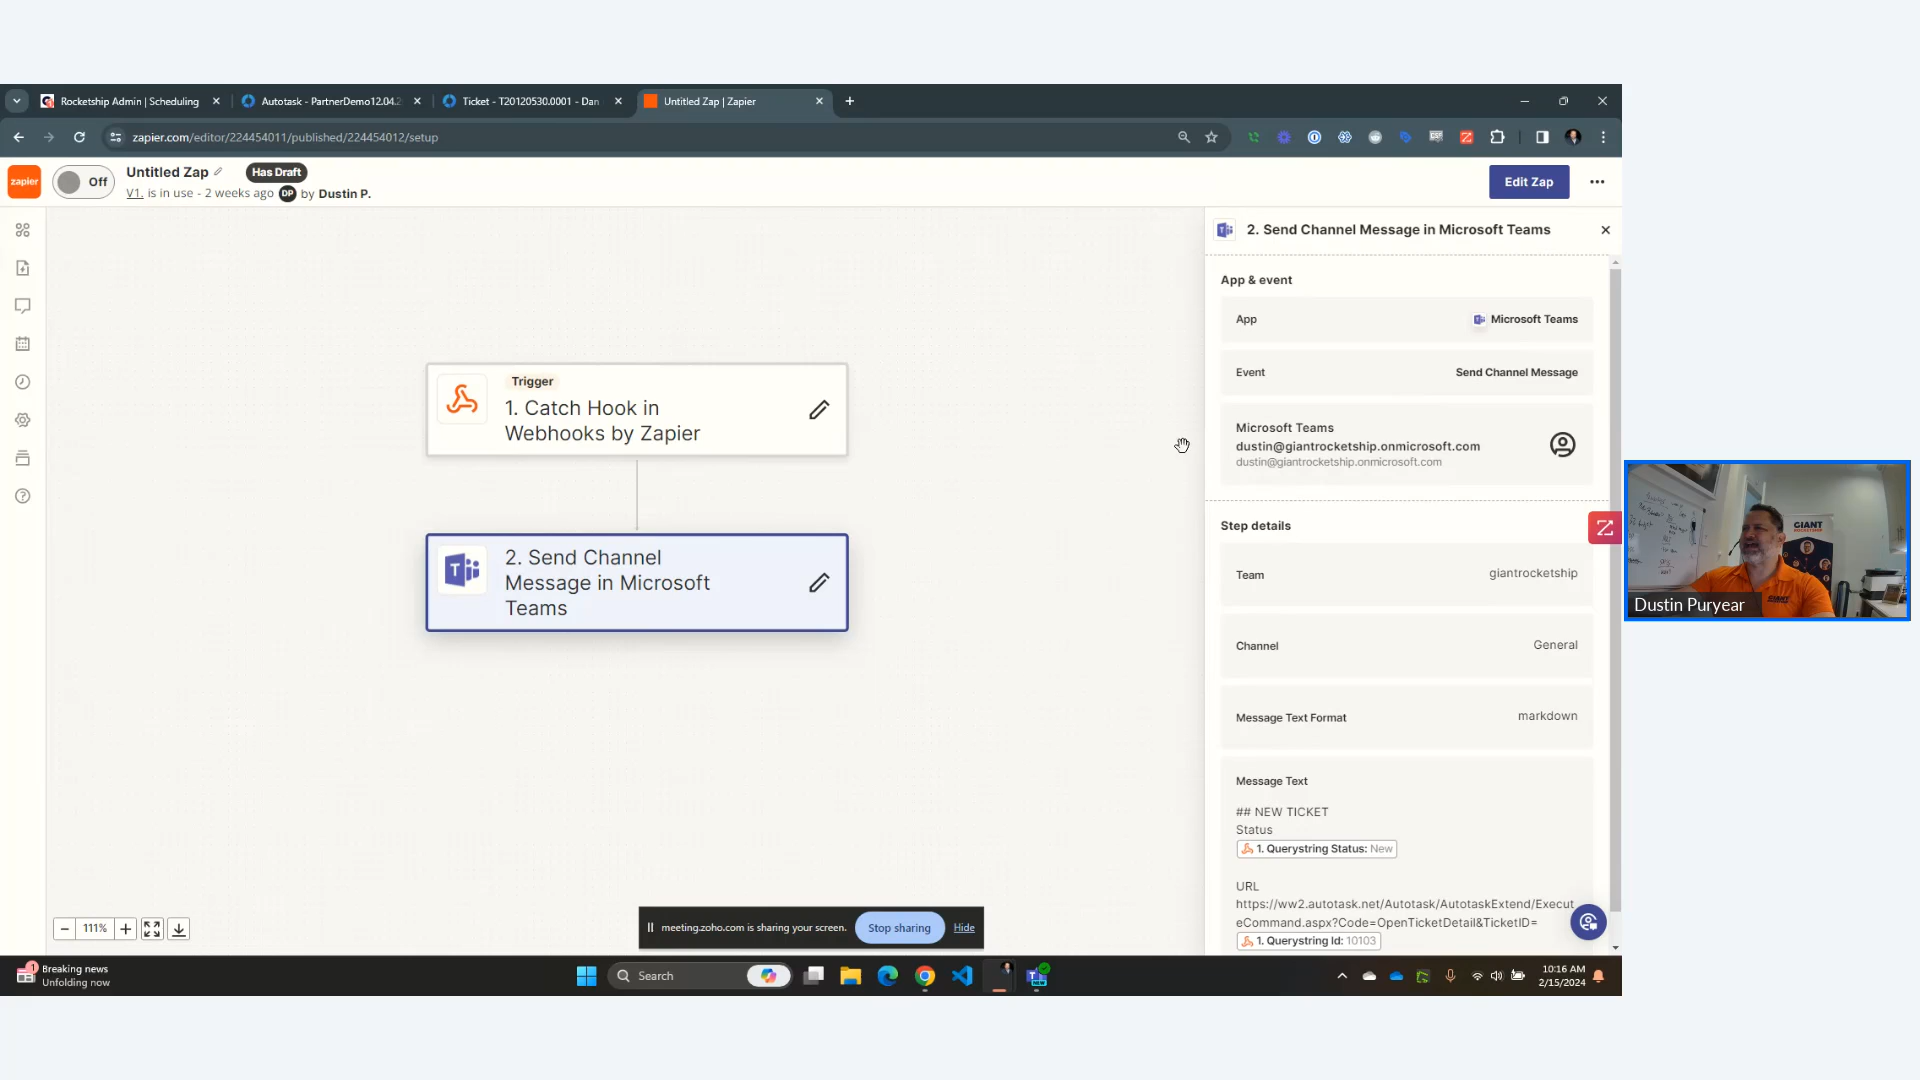 Rocketship Admin | Scheduling
Autotask - PartnerDemo12.04.2
Ticket - T20120530.0001 - Dan
Untitled Zap | Zapier
zapier.com/editor/224454011/published/224454012/setup
zapier
Off
Untitled Zap
Has Draft
V1. is in use - 2 weeks ago DP by Dustin P.
Edit Zap
2. Send Channel Message in Microsoft Teams
App & event
App
Microsoft Teams
Event
Send Channel Message
Microsoft Teams
dustin@giantrocketship.onmicrosoft.com
dustin@giantrocketship.onmicrosoft.com
Step details
Team
giantrocketship
Channel
General
Message Text Format
markdown
Message Text
## NEW TICKET
Status
1. Querystring Status: New
URL
https://ww2.autotask.net/Autotask/AutotaskExtend/Execut
eCommand.aspx?Code=OpenTicketDetail&TicketID=
1. Querystring Id: 10103
Trigger
1. Catch Hook in
Webhooks by Zapier
2. Send Channel
Message in Microsoft
Teams
111%
meeting.zoho.com is sharing your screen.
Stop sharing
Hide
GIANT
Dustin Puryear
1
Breaking news
Unfolding now
Search
NEW
10:16 AM
2/15/2024